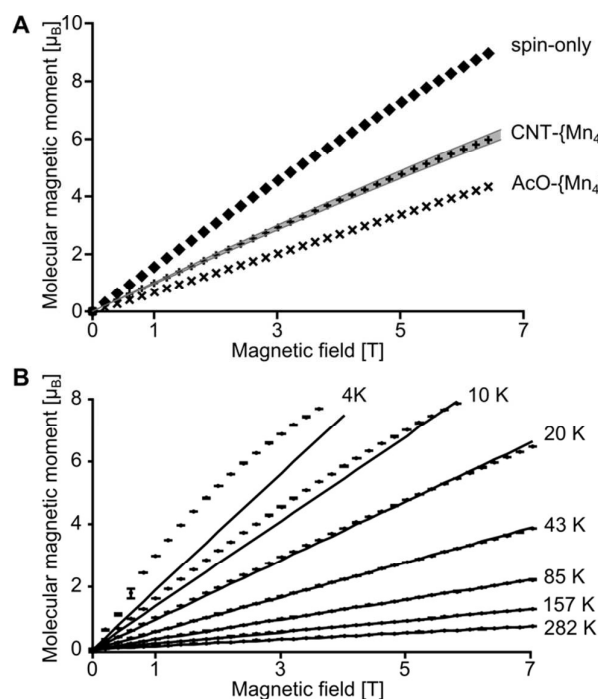 A
Molecular magnetic moment [μB]
10
8
6
4
2
0
0
1
3
5
7
Magnetic field [T]
spin-only
CNT-{Mn4
AcO-{Mn4
B
Molecular magnetic moment [μB]
8
6
4
2
0
0
1
3
5
7
Magnetic field [T]
4K
10 K
20 K
43 K
85 K
157 K
282 K